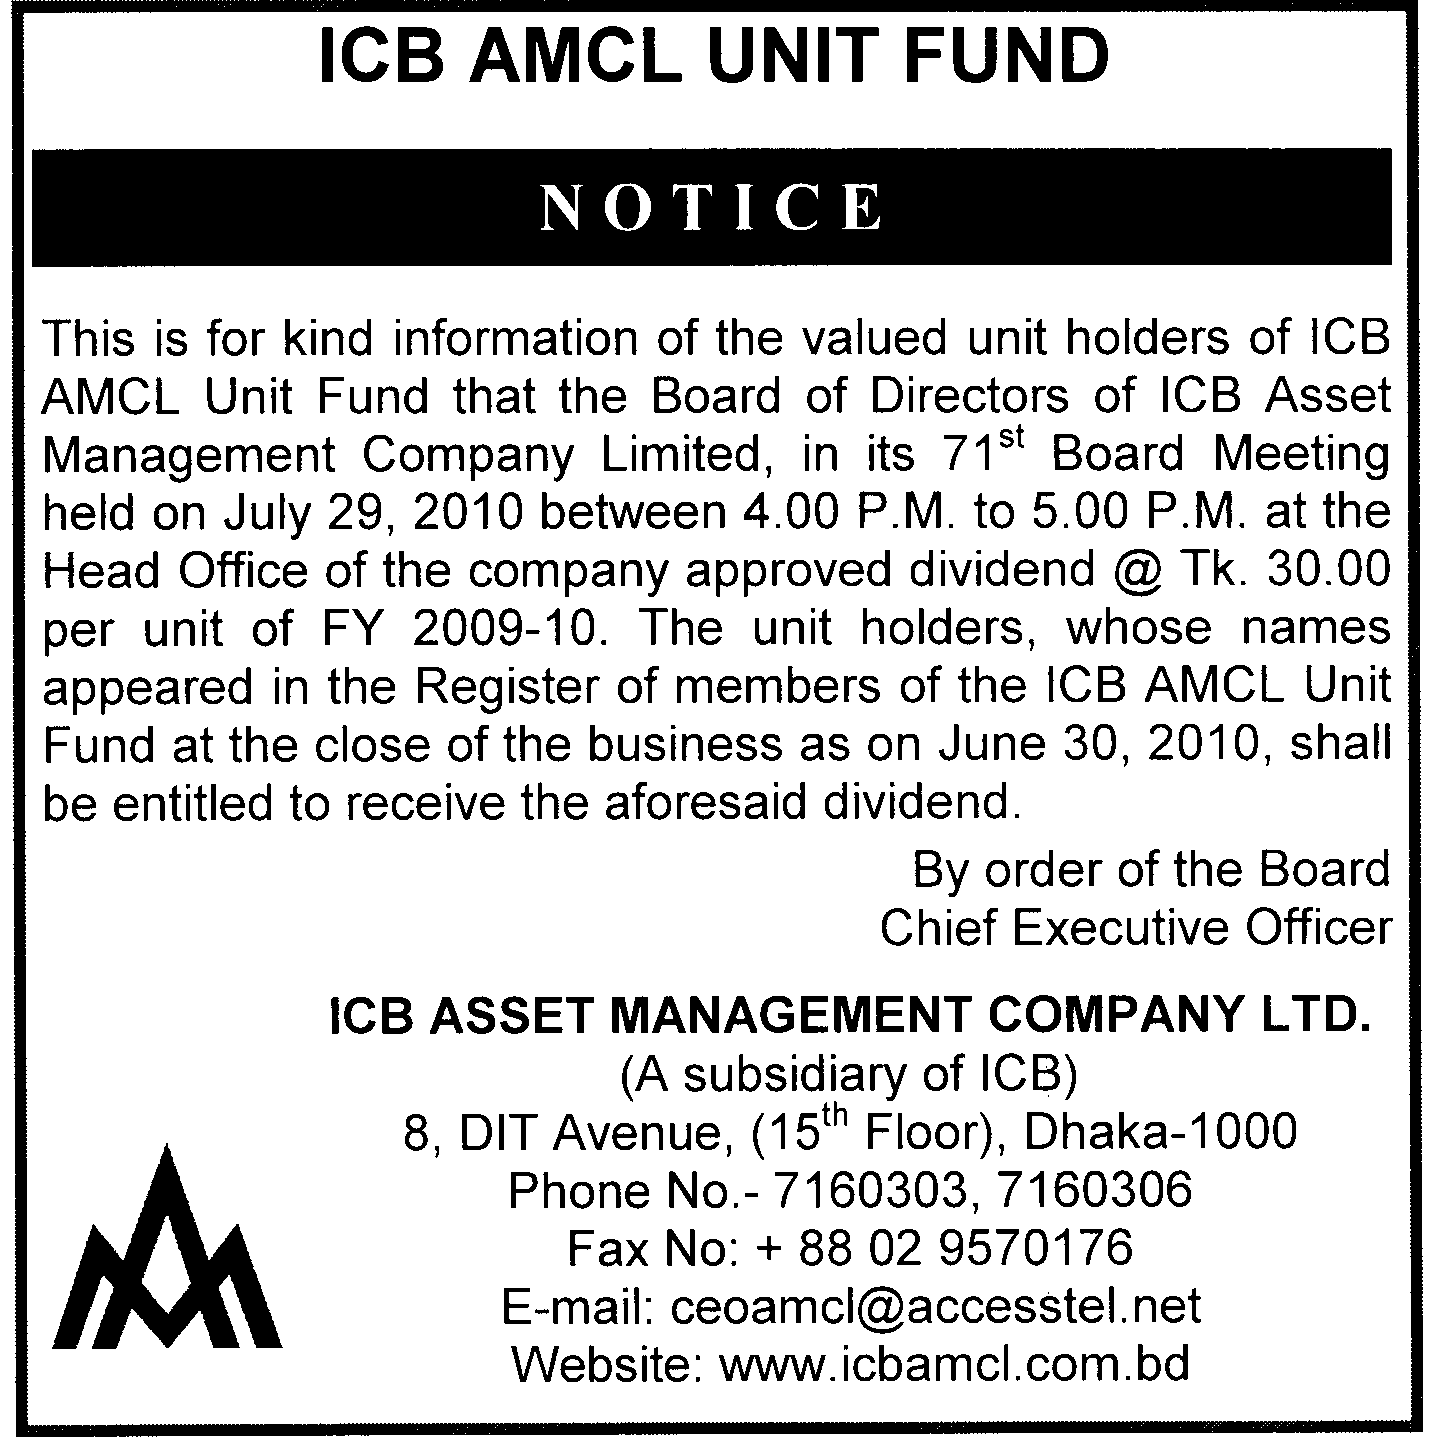 ICB AMCL UNIT FUND
NOTICE
This is for kind information of the valued unit holders of ICB
AMCL Unit Fund that the Board of Directors of ICB Asset
Management Company Limited, in its 71st Board Meeting
held on July 29, 2010 between 4.00 P.M. to 5.00 P.M. at the
Head Office of the company approved dividend @ Tk. 30.00
per unit of FY 2009-10. The unit holders, whose names
appeared in the Register of members of the ICB AMCL Unit
Fund at the close of the business as on June 30, 2010, shall
be entitled to receive the aforesaid dividend.
By order of the Board
Chief Executive Officer
ICB ASSET MANAGEMENT COMPANY LTD.
(A subsidiary of ICB)
8, DIT Avenue, (15th Floor), Dhaka-1000
Phone No.- 7160303, 7160306
Fax No: + 88 02 9570176
E-mail: ceoamcl@accesstel.net
Website: www.icbamcl.com.bd